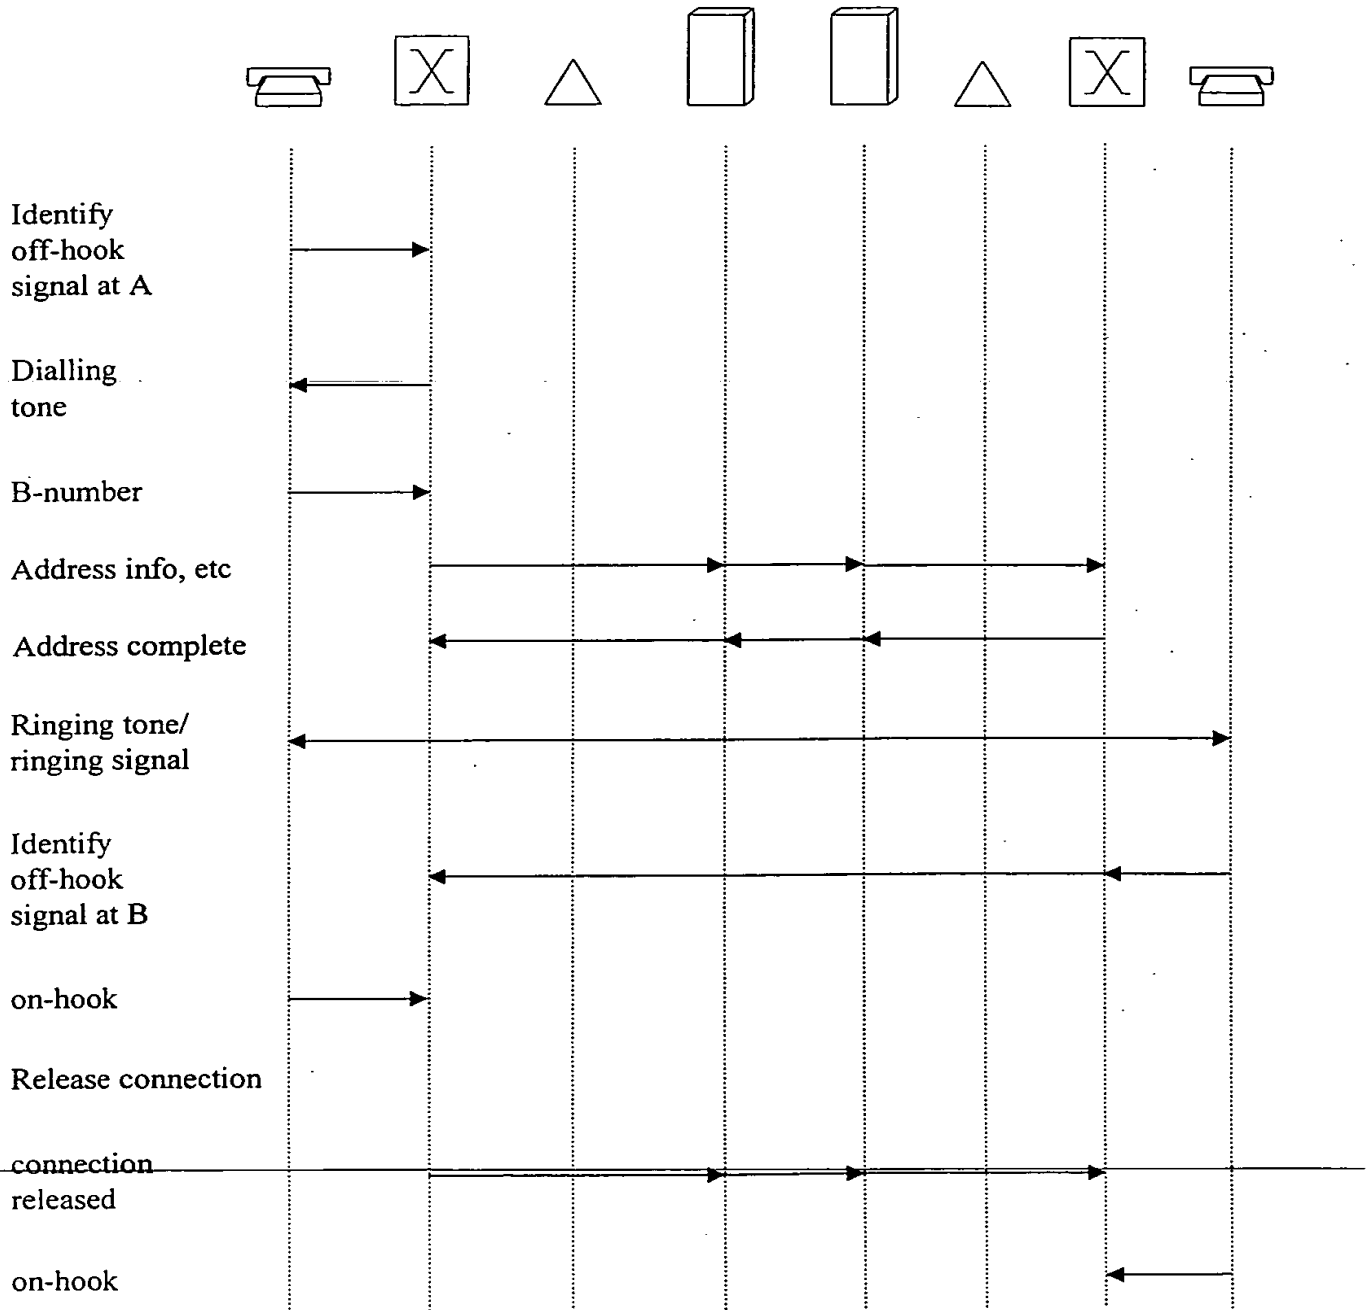 Identify
off-hook
signal at A
Dialling
tone
B-number
Address info, etc
Address complete
Ringing tone/
ringing signal
Identify
off-hook
signal at B
on-hook
Release connection
connection
released
on-hook